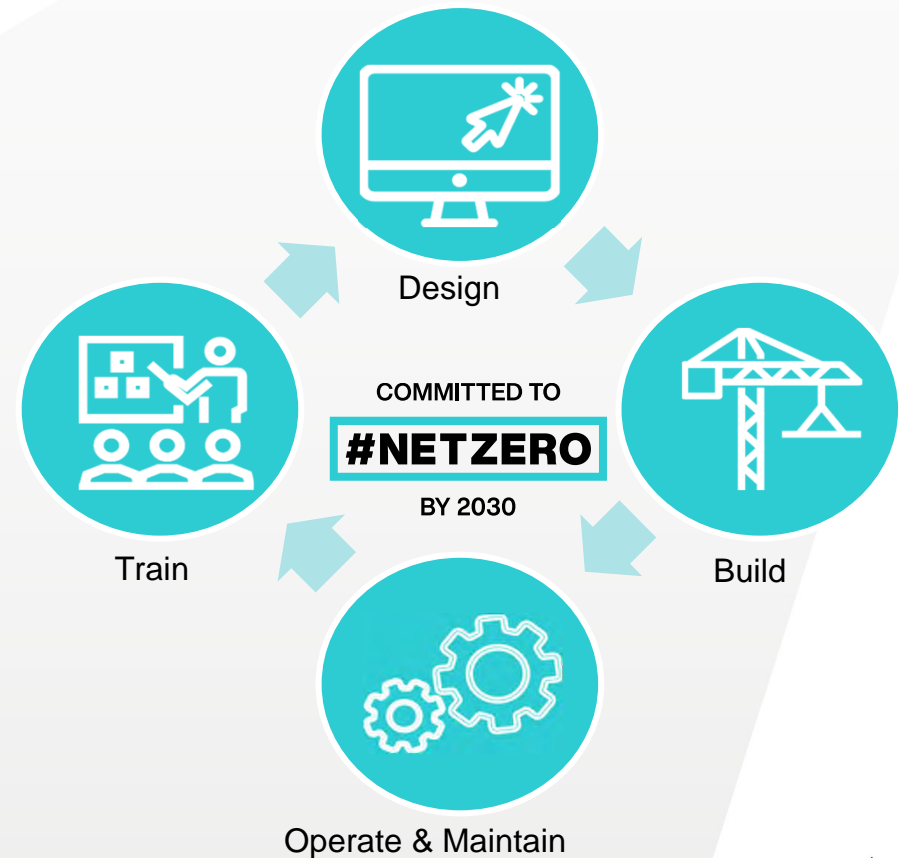 Design
COMMITTED TO
#NETZERO
BY 2030
Train
Build
Operate & Maintain